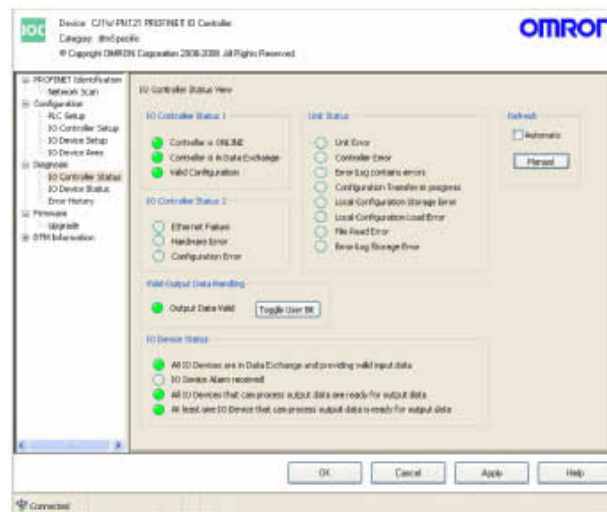 IOC
Device: CJ1W-PNT21 PROFINET IO Controller
Category: dtmSpecific
© Copyright OMRON Corporation 2008-2009. All Rights Reserved
OMRON
PROFINET Identification
Network Scan
Configuration
PLC Setup
IO Controller Setup
IO Device Setup
IO Device Area
Diagnosis
IO Controller Status
IO Device Status
Error History
Firmware
Upgrade
DTM Information
IO Controller Status View
IO Controller Status 1
Controller is ONLINE
Controller is in Data Exchange
Valid Configuration
IO Controller Status 2
Ethernet Failure
Hardware Error
Configuration Error
Unit Status
Unit Error
Controller Error
Error Log contains errors
Configuration Transfer in progress
Local Configuration Storage Error
Local Configuration Load Error
File Read Error
Error Log Storage Error
Refresh
Automatic
Manual
Valid Output Data Handling
Output Data Valid
Toggle User Bit
IO Device Status
All IO Devices are in Data Exchange and providing valid input data
IO Device Alarm received
All IO Devices that can process output data are ready for output data
At least one IO Device that can process output data is ready for output data
OK
Cancel
Apply
Help
Connected